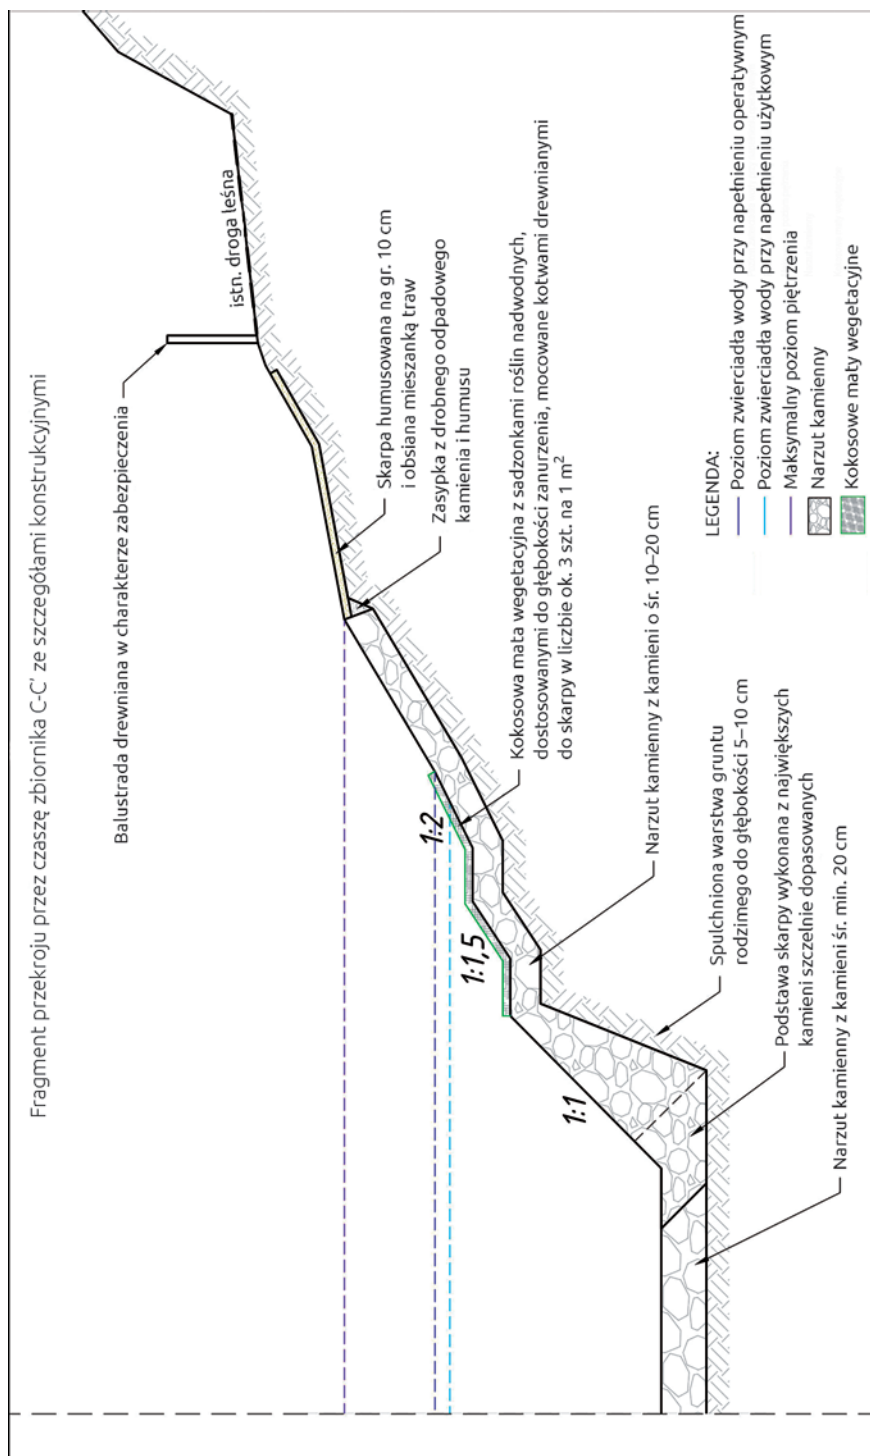 Fragment przekroju przez czaszę zbiornika C-C' ze szczegółami konstrukcyjnymi
Balustrada drewniana w charakterze zabezpieczenia
istn. droga leśna
Skarpa humusowana na gr. 10 cm
i obsiana mieszanką traw
Zasypka z drobnego odpadowego
kamienia i humusu
Kokosowa mata wegetacyjna z sadzonkami roślin nadwodnych,
dostosowanymi do głębokości zanurzenia, mocowane kotwami drewnianymi
do skarpy w liczbie ok. 3 szt. na 1 m²
1:2
1:1,5
1:1
Narzut kamienny z kamieni o śr. 10–20 cm
Spulchniona warstwa gruntu
rodzimego do głębokości 5–10 cm
Podstawa skarpy wykonana z największych
kamieni szczelnie dopasowanych
Narzut kamienny z kamieni śr. min. 20 cm
LEGENDA:
Poziom zwierciadła wody przy napełnieniu operatywnym
Poziom zwierciadła wody przy napełnieniu użytkowym
Maksymalny poziom piętrzenia
Narzut kamienny
Kokosowe maty wegetacyjne